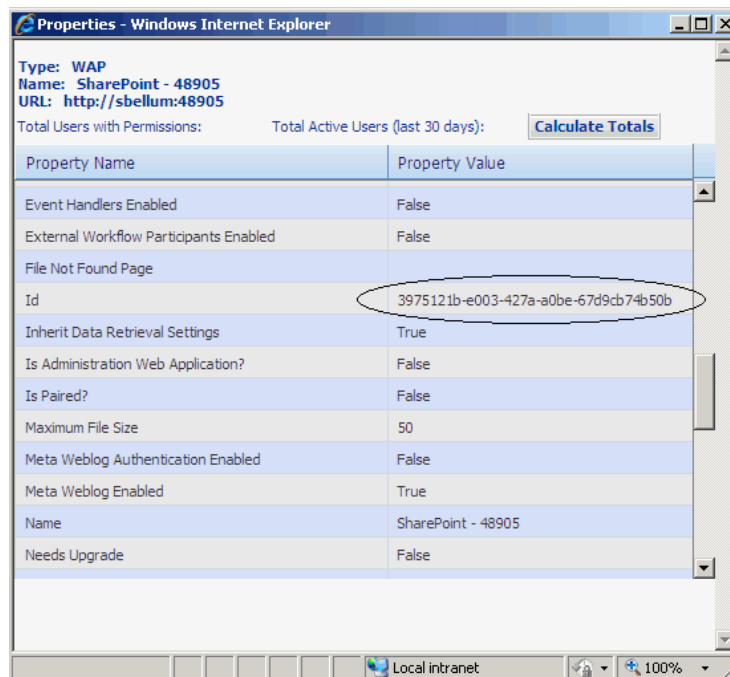 Properties - Windows Internet Explorer
Type: WAP
Name: SharePoint - 48905
URL: http://sbellum:48905
Total Users with Permissions: Total Active Users (last 30 days): Calculate Totals
Property Name Property Value
Event Handlers Enabled False
External Workflow Participants Enabled False
File Not Found Page
Id 3975121b-e003-427a-a0be-67d9cb74b50b
Inherit Data Retrieval Settings True
Is Administration Web Application? False
Is Paired? False
Maximum File Size 50
Meta Weblog Authentication Enabled False
Meta Weblog Enabled True
Name SharePoint - 48905
Needs Upgrade False
Local intranet 100%